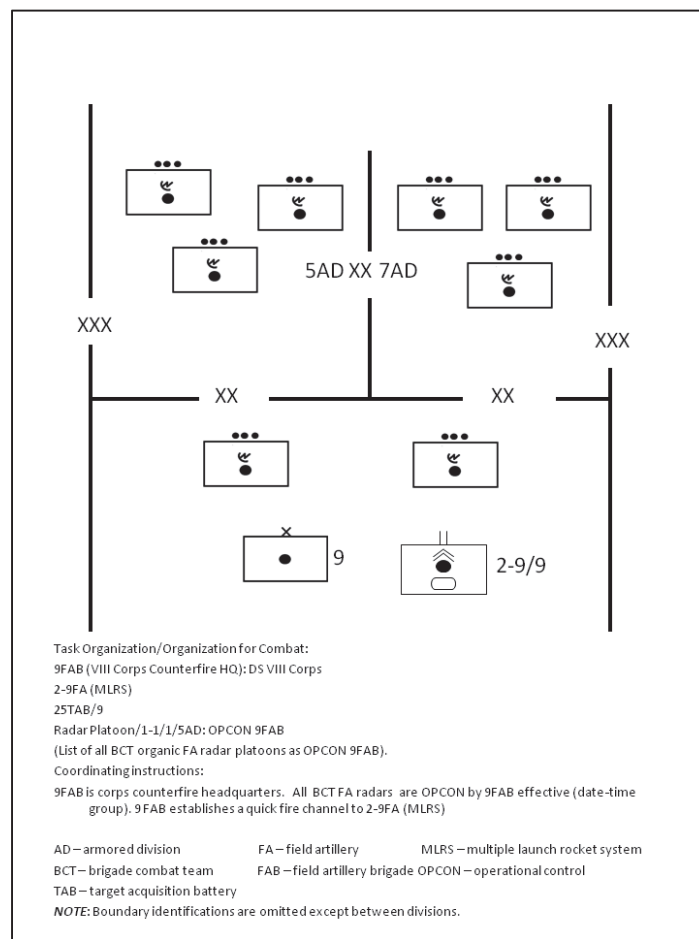 5AD XX 7AD
XXX
XXX
XX
XX
X
9
2-9/9
Task Organization/Organization for Combat:
9FAB (VIII Corps Counterfire HQ): DS VIII Corps
2-9FA (MLRS)
25TAB/9
Radar Platoon/1-1/1/5AD: OPCON 9FAB
(List of all BCT organic FA radar platoons as OPCON 9FAB).
Coordinating instructions:
9FAB is corps counterfire headquarters. All BCT FA radars are OPCON by 9FAB effective (date-time
group). 9 FAB establishes a quick fire channel to 2-9FA (MLRS)
AD – armored division FA – field artillery MLRS – multiple launch rocket system
BCT – brigade combat team FAB – field artillery brigade OPCON – operational control
TAB – target acquisition battery
NOTE: Boundary identifications are omitted except between divisions.